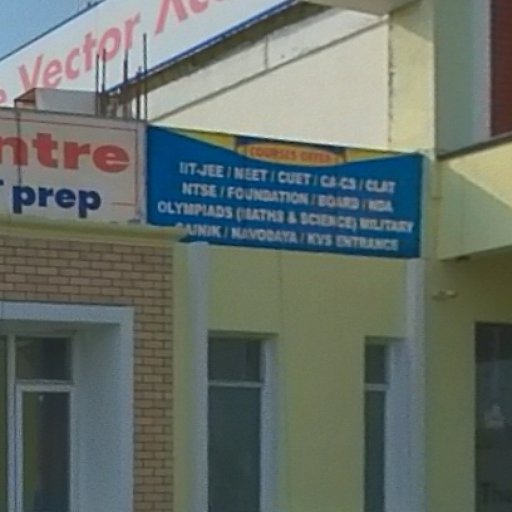 Vector
ntre
prep
COURSES OFFER
IIT-JEE / NEET / CUET / CA-CS / CLAT
NTSE / FOUNDATION / BOARD / NDA
OLYMPIADS (MATHS & SCIENCE) MILITARY
SAINIK / NAVODAYA / KVS ENTRANCE